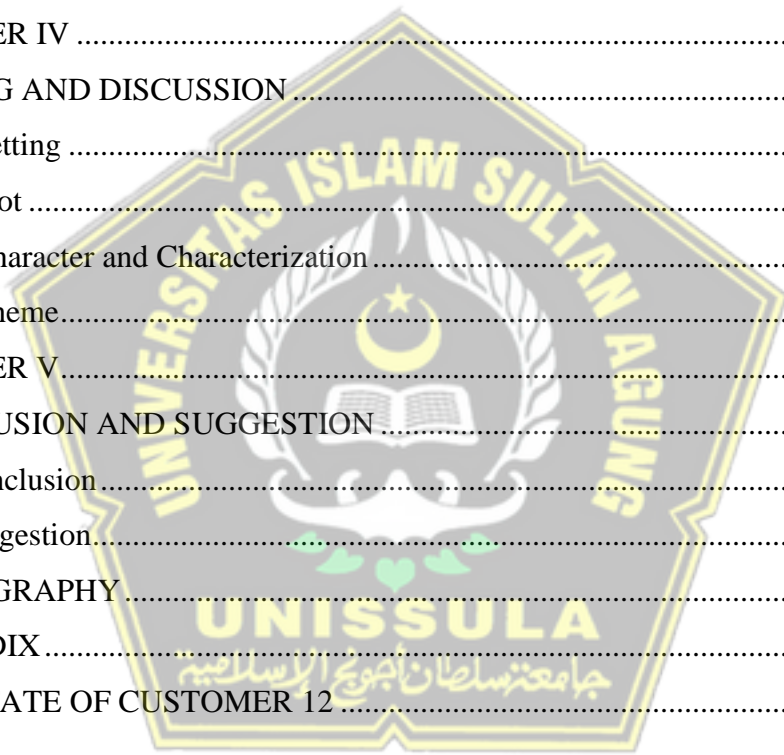 ER IV
G AND DISCUSSION
etting
ot
haracter and Characterization
heme
ER V
USION AND SUGGESTION
nclusion
gestion
GRAPHY
DIX
ATE OF CUSTOMER 12
UNIVERSITAS ISLAM SULTAN AGUNG
UNISSULA
جامعة سلطان أجونج الإسلامية